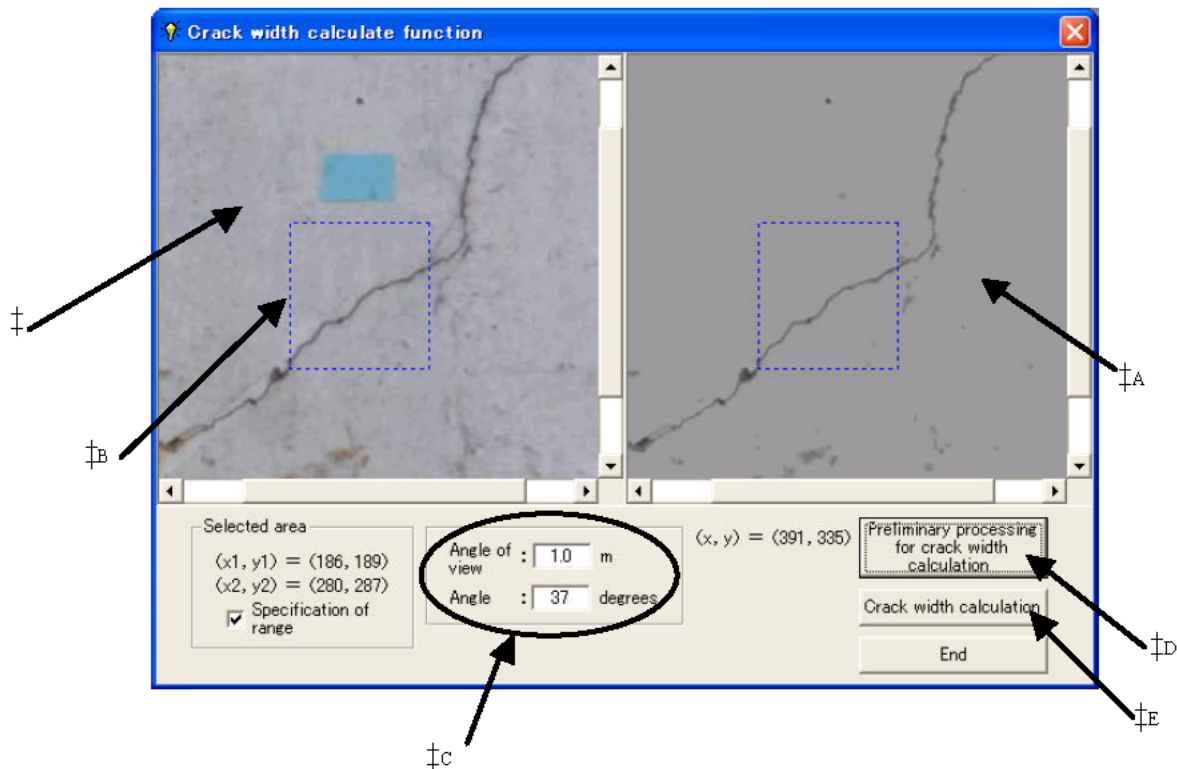 Crack width calculate function
‡
‡A
‡B
Selected area
(x1, y1) = (186, 189)
(x2, y2) = (280, 287)
Specification of
range
Angle of
view : 1.0 m
Angle : 37 degrees
(x, y) = (391, 335)
Preliminary processing
for crack width
calculation
Crack width calculation
End
‡D
‡E
‡C